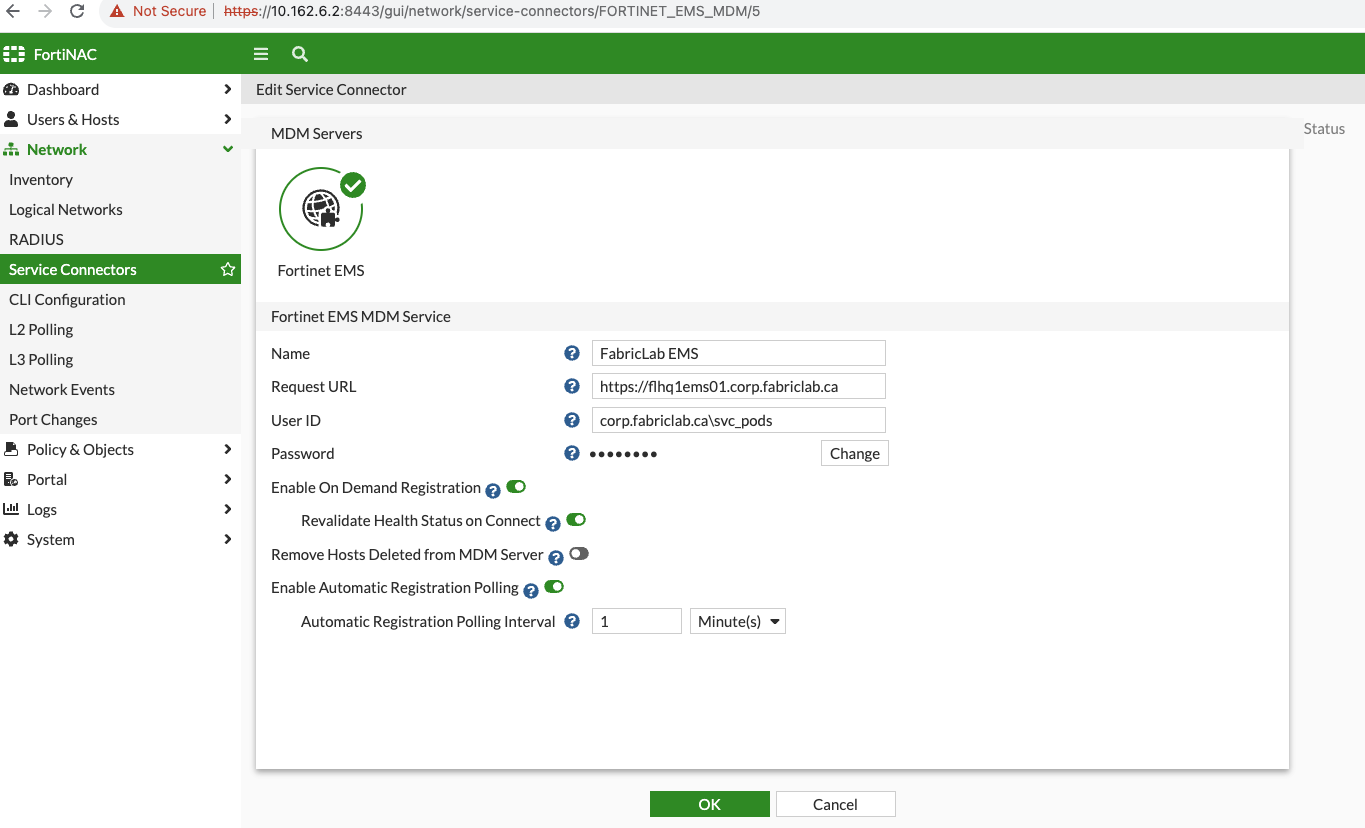 Not Secure https://10.162.6.2:8443/gui/network/service-connectors/FORTINET_EMS_MDM/5
FortiNAC
Dashboard
Users & Hosts
Network
Inventory
Logical Networks
RADIUS
Service Connectors
CLI Configuration
L2 Polling
L3 Polling
Network Events
Port Changes
Policy & Objects
Portal
Logs
System
Edit Service Connector
Status
MDM Servers
Fortinet EMS
Fortinet EMS MDM Service
Name ? FabricLab EMS
Request URL ? https://flhq1ems01.corp.fabriclab.ca
User ID ? corp.fabriclab.ca\svc_pods
Password ? •••••••• Change
Enable On Demand Registration ?
Revalidate Health Status on Connect ?
Remove Hosts Deleted from MDM Server ?
Enable Automatic Registration Polling ?
Automatic Registration Polling Interval ? 1 Minute(s)
OK Cancel